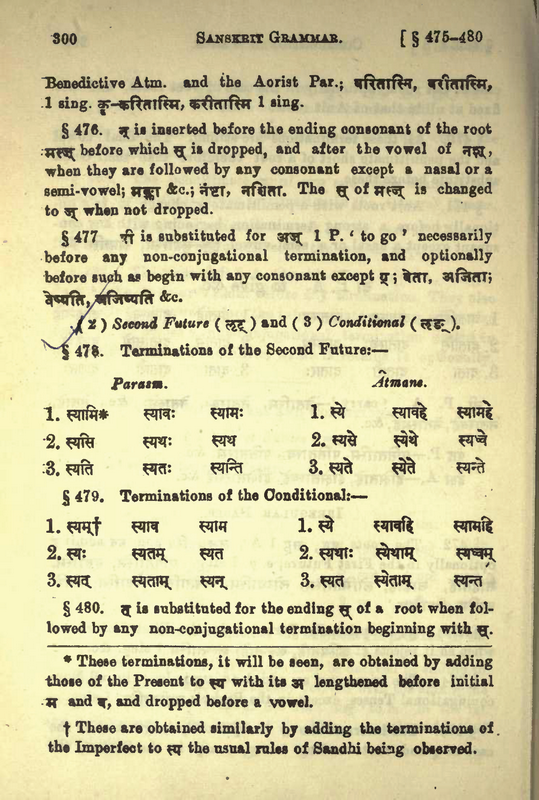 300 SANSKRIT GRAMMAR. [ § 475–480
Benedictive Atm. and the Aorist Par.; वरितास्मि, वरीतास्मि,
1 sing. कॄ-करितास्मि, करीतास्मि 1 sing.
§ 476. न् is inserted before the ending consonant of the root
मस्ज् before which स् is dropped, and after the vowel of नश्,
when they are followed by any consonant except a nasal or a
semi-vowel; मङ्क्ता &c.; नंष्टा, नशिता. The स् of मस्ज् is changed
to ज् when not dropped.
§ 477 वी is substituted for अज् 1 P. ' to go ' necessarily
before any non-conjugational termination, and optionally
before such as begin with any consonant except य्; वेता, अजिता;
वेष्यति, अजिष्यति &c.
( 2 ) Second Future ( लृट् ) and ( 3 ) Conditional ( लृङ् ).
§ 478. Terminations of the Second Future:—
Parasm. Âtmane.
1. स्यामि* स्यावः स्यामः 1. स्ये स्यावहे स्यामहे
2. स्यसि स्यथः स्यथ 2. स्यसे स्येथे स्यध्वे
3. स्यति स्यतः स्यन्ति 3. स्यते स्येते स्यन्ते
§ 479. Terminations of the Conditional:—
1. स्यम्† स्याव स्याम 1. स्ये स्यावहि स्यामहि
2. स्यः स्यतम् स्यत 2. स्यथाः स्येथाम् स्यध्वम्
3. स्यत् स्यताम् स्यन् 3. स्यत स्येताम् स्यन्त
§ 480. त् is substituted for the ending स् of a root when fol-
lowed by any non-conjugational termination beginning with स्.
* These terminations, it will be seen, are obtained by adding
those of the Present to स्य with its अ lengthened before initial
म and व, and dropped before a vowel.
† These are obtained similarly by adding the terminations of
the Imperfect to स्य the usual rules of Sandhi being observed.